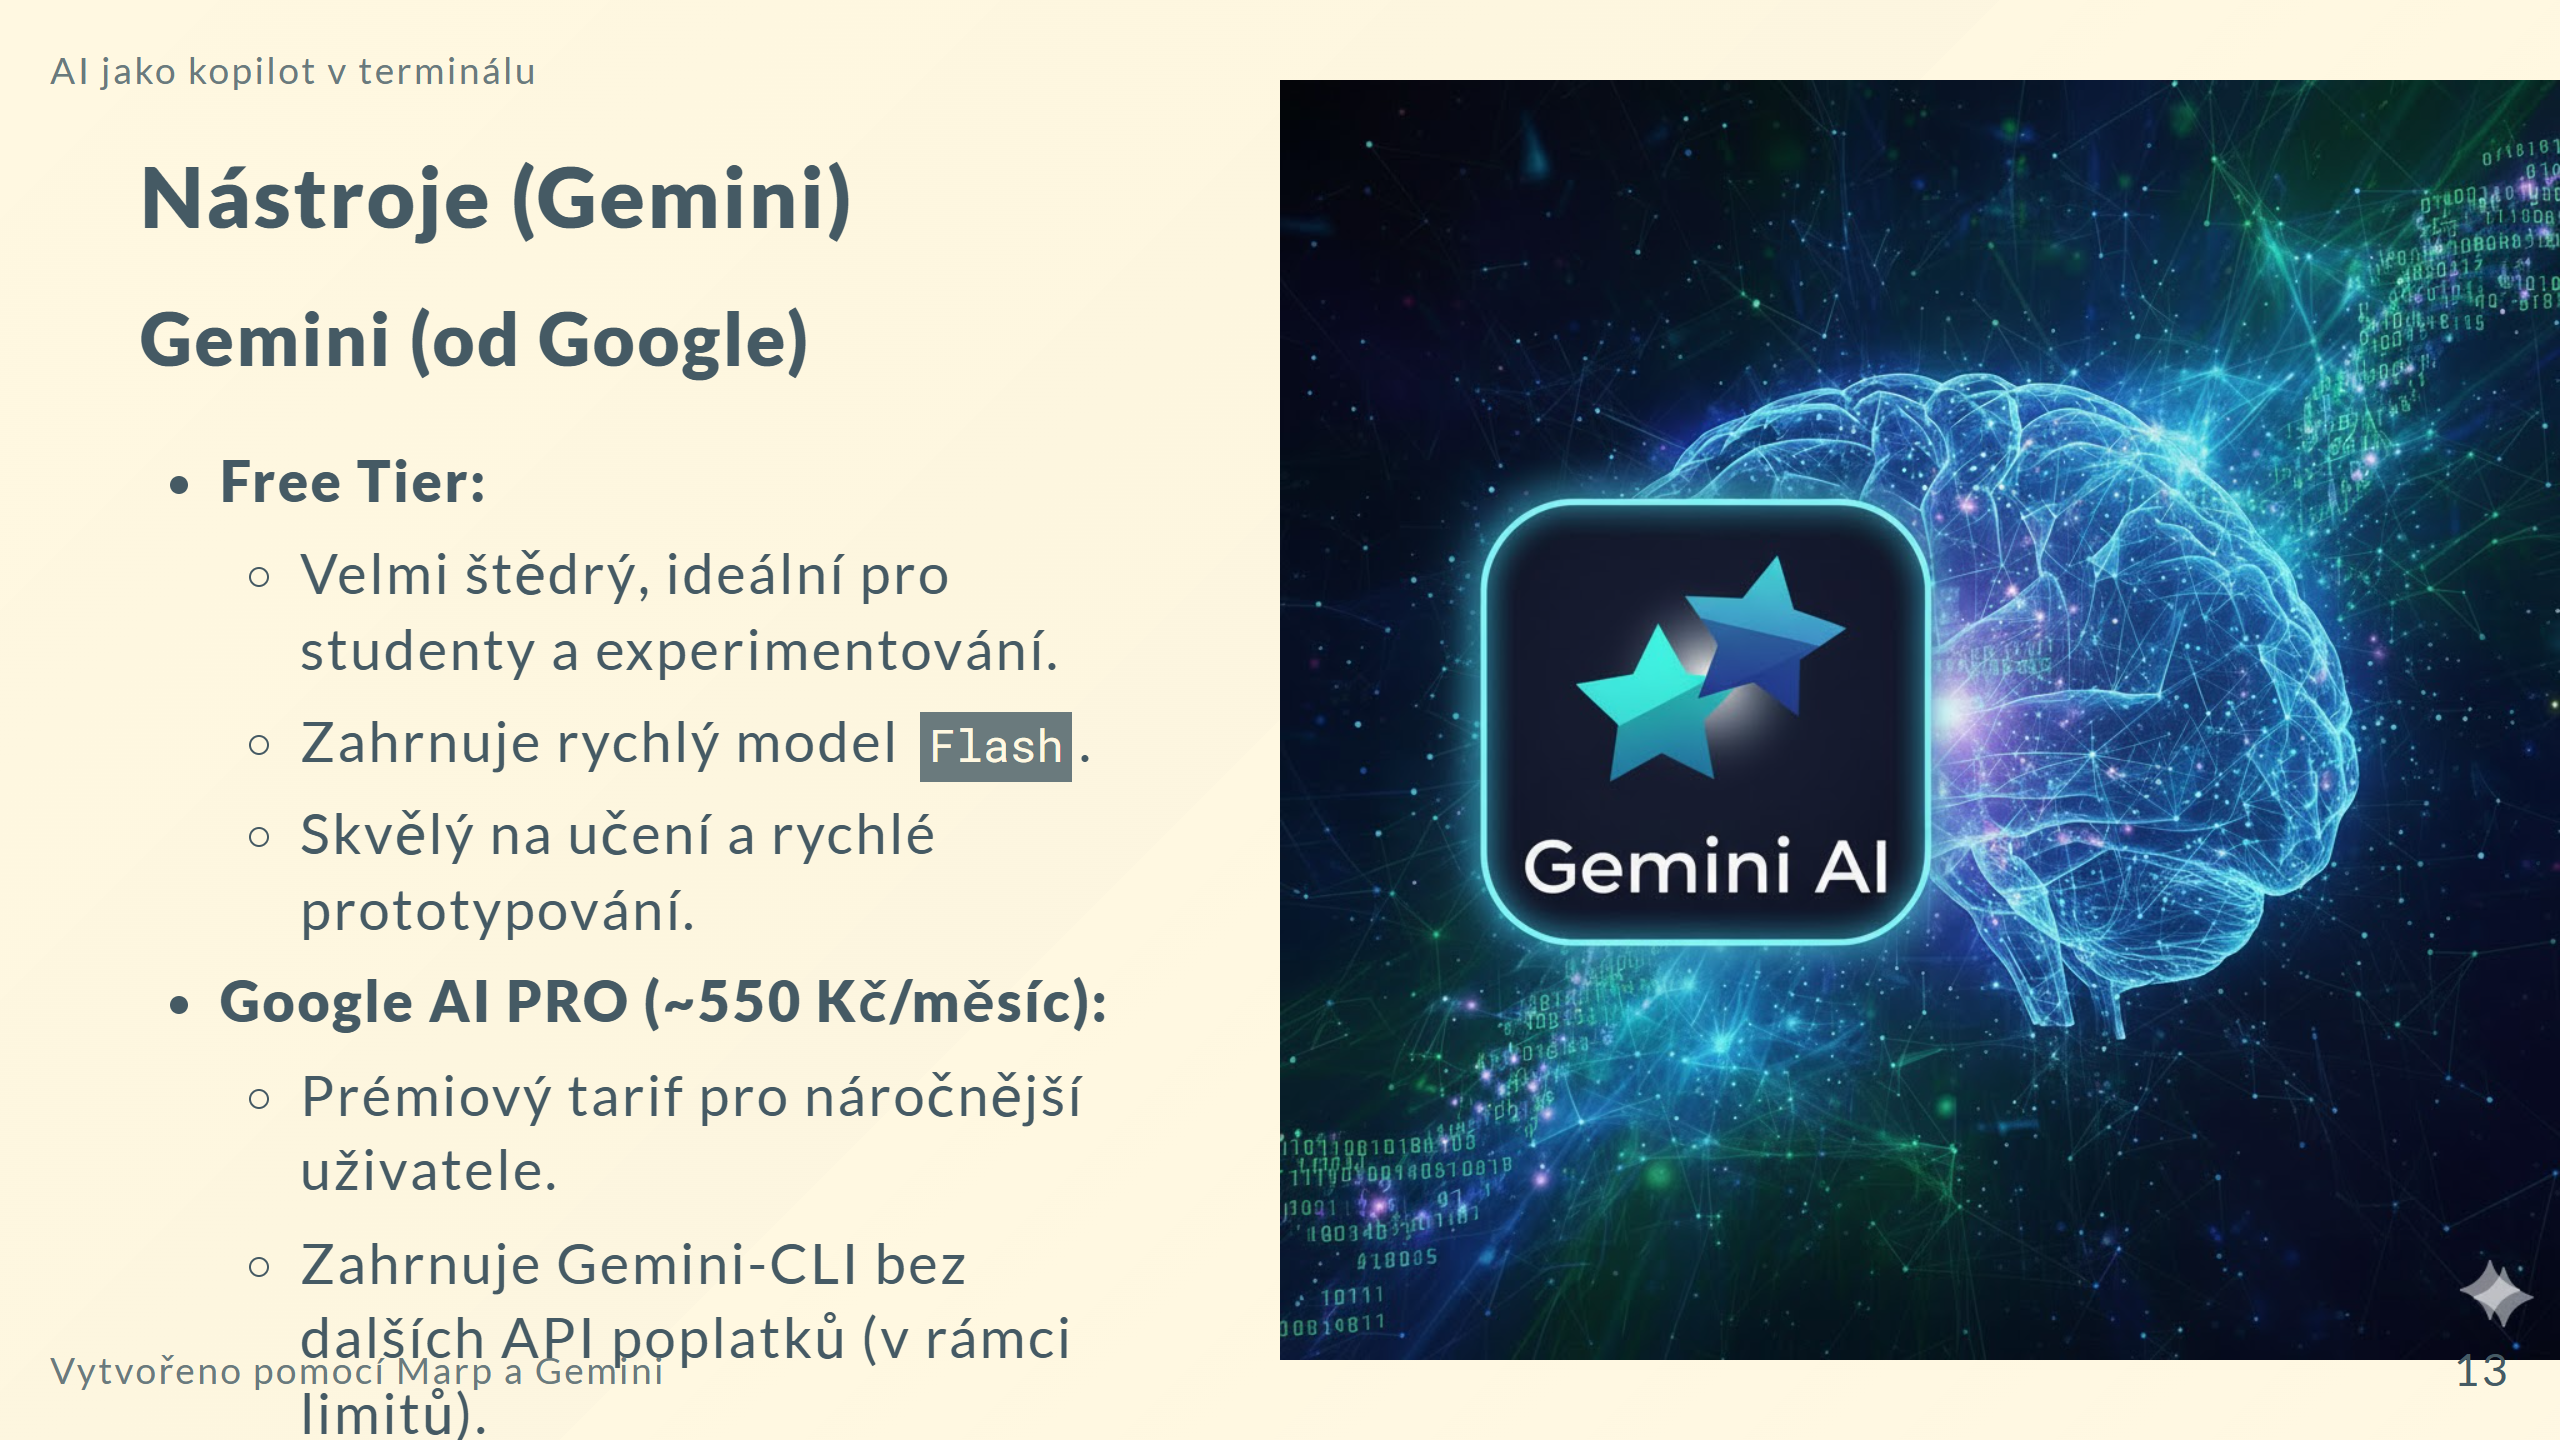 AI jako kopilot v terminálu
Nástroje (Gemini)
Gemini (od Google)
Free Tier:
Velmi štědrý, ideální pro
studenty a experimentování.
Zahrnuje rychlý model Flash.
Skvělý na učení a rychlé
prototypování.
Google AI PRO (~550 Kč/měsíc):
Prémiový tarif pro náročnější
uživatele.
Zahrnuje Gemini-CLI bez
dalších API poplatků (v rámci
limitů).
Gemini AI
10111
Vytvořeno pomocí Marp a Gemini
13